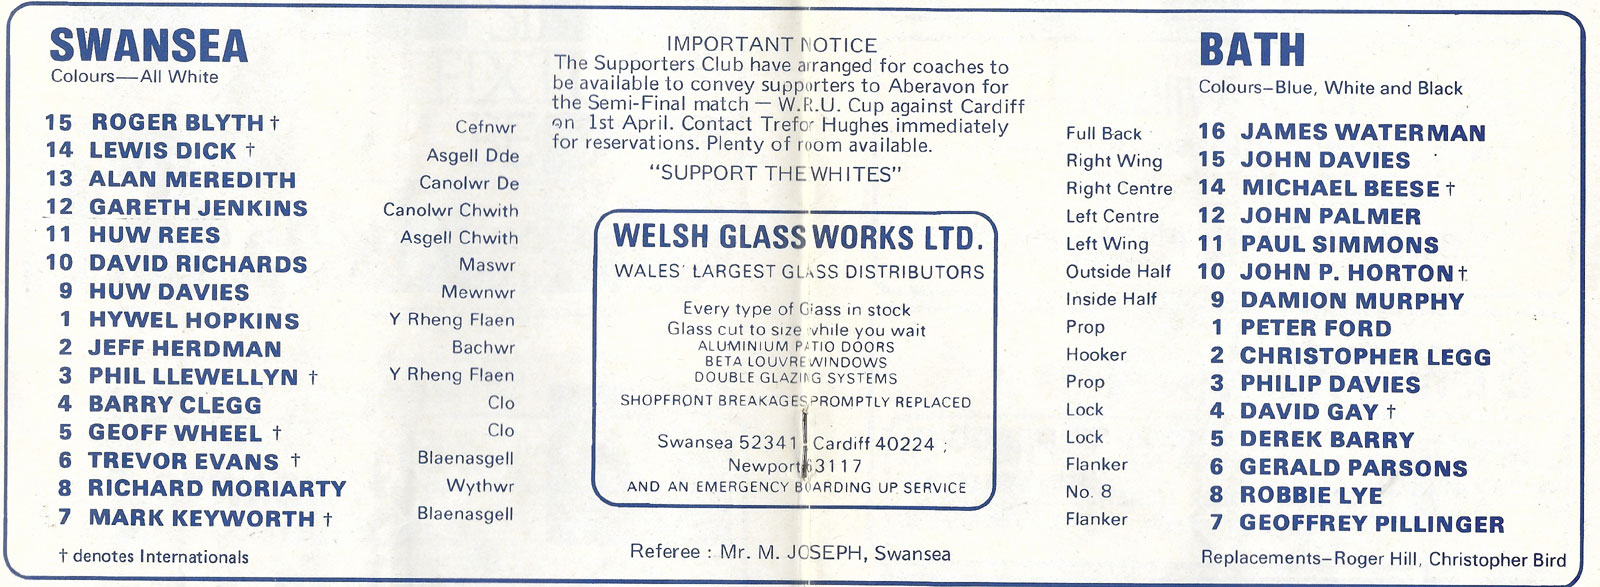 SWANSEA
Colours—All White
15 ROGER BLYTH † Cefnwr
14 LEWIS DICK † Asgell Dde
13 ALAN MEREDITH Canolwr De
12 GARETH JENKINS Canolwr Chwith
11 HUW REES Asgell Chwith
10 DAVID RICHARDS Maswr
9 HUW DAVIES Mewnwr
1 HYWEL HOPKINS Y Rheng Flaen
2 JEFF HERDMAN Bachwr
3 PHIL LLEWELLYN † Y Rheng Flaen
4 BARRY CLEGG Clo
5 GEOFF WHEEL † Clo
6 TREVOR EVANS † Blaenasgell
8 RICHARD MORIARTY Wythwr
7 MARK KEYWORTH † Blaenasgell
† denotes Internationals
IMPORTANT NOTICE
The Supporters Club have arranged for coaches to
be available to convey supporters to Aberavon for
the Semi-Final match — W.R.U. Cup against Cardiff
on 1st April. Contact Trefor Hughes immediately
for reservations. Plenty of room available.
"SUPPORT THE WHITES"
WELSH GLASS WORKS LTD.
WALES' LARGEST GLASS DISTRIBUTORS
Every type of Glass in stock
Glass cut to size while you wait
ALUMINIUM PATIO DOORS
BETA LOUVRE WINDOWS
DOUBLE GLAZING SYSTEMS
SHOPFRONT BREAKAGES PROMPTLY REPLACED
Swansea 52341 Cardiff 40224 ;
Newport 63117
AND AN EMERGENCY BOARDING UP SERVICE
Referee : Mr. M. JOSEPH, Swansea
BATH
Colours–Blue, White and Black
Full Back 16 JAMES WATERMAN
Right Wing 15 JOHN DAVIES
Right Centre 14 MICHAEL BEESE †
Left Centre 12 JOHN PALMER
Left Wing 11 PAUL SIMMONS
Outside Half 10 JOHN P. HORTON †
Inside Half 9 DAMION MURPHY
Prop 1 PETER FORD
Hooker 2 CHRISTOPHER LEGG
Prop 3 PHILIP DAVIES
Lock 4 DAVID GAY †
Lock 5 DEREK BARRY
Flanker 6 GERALD PARSONS
No. 8 8 ROBBIE LYE
Flanker 7 GEOFFREY PILLINGER
Replacements–Roger Hill, Christopher Bird